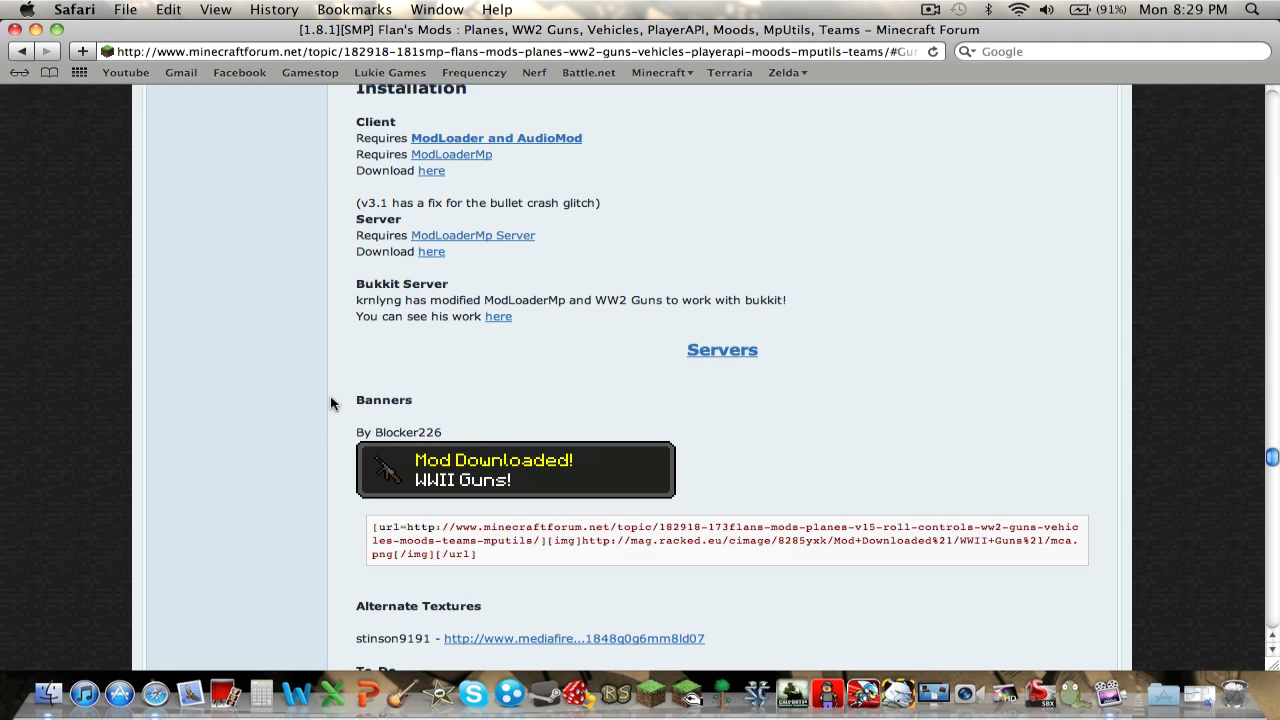 Safari File Edit View History Bookmarks Window Help (91%) Mon 8:29 PM
[1.8.1][SMP] Flan's Mods : Planes, WW2 Guns, Vehicles, PlayerAPI, Moods, MpUtils, Teams – Minecraft Forum
http://www.minecraftforum.net/topic/182918-181smp-flans-mods-planes-ww2-guns-vehicles-playerapi-moods-mputils-teams/#Gur Google
Youtube Gmail Facebook Gamestop Lukie Games Frequenczy Nerf Battle.net Minecraft Terraria Zelda
Installation
Client
Requires ModLoader and AudioMod
Requires ModLoaderMp
Download here
(v3.1 has a fix for the bullet crash glitch)
Server
Requires ModLoaderMp Server
Download here
Bukkit Server
krnlyng has modified ModLoaderMp and WW2 Guns to work with bukkit!
You can see his work here
Servers
Banners
By Blocker226
Mod Downloaded!
WWII Guns!
[url=http://www.minecraftforum.net/topic/182918-173flans-mods-planes-v15-roll-controls-ww2-guns-vehic
les-moods-teams-mputils/][img]http://mag.racked.eu/cimage/8285yxk/Mod+Downloaded%21/WWII+Guns%21/mca.
png[/img][/url]
Alternate Textures
stinson9191 - http://www.mediafire...1848q0g6mm8ld07
To-Do